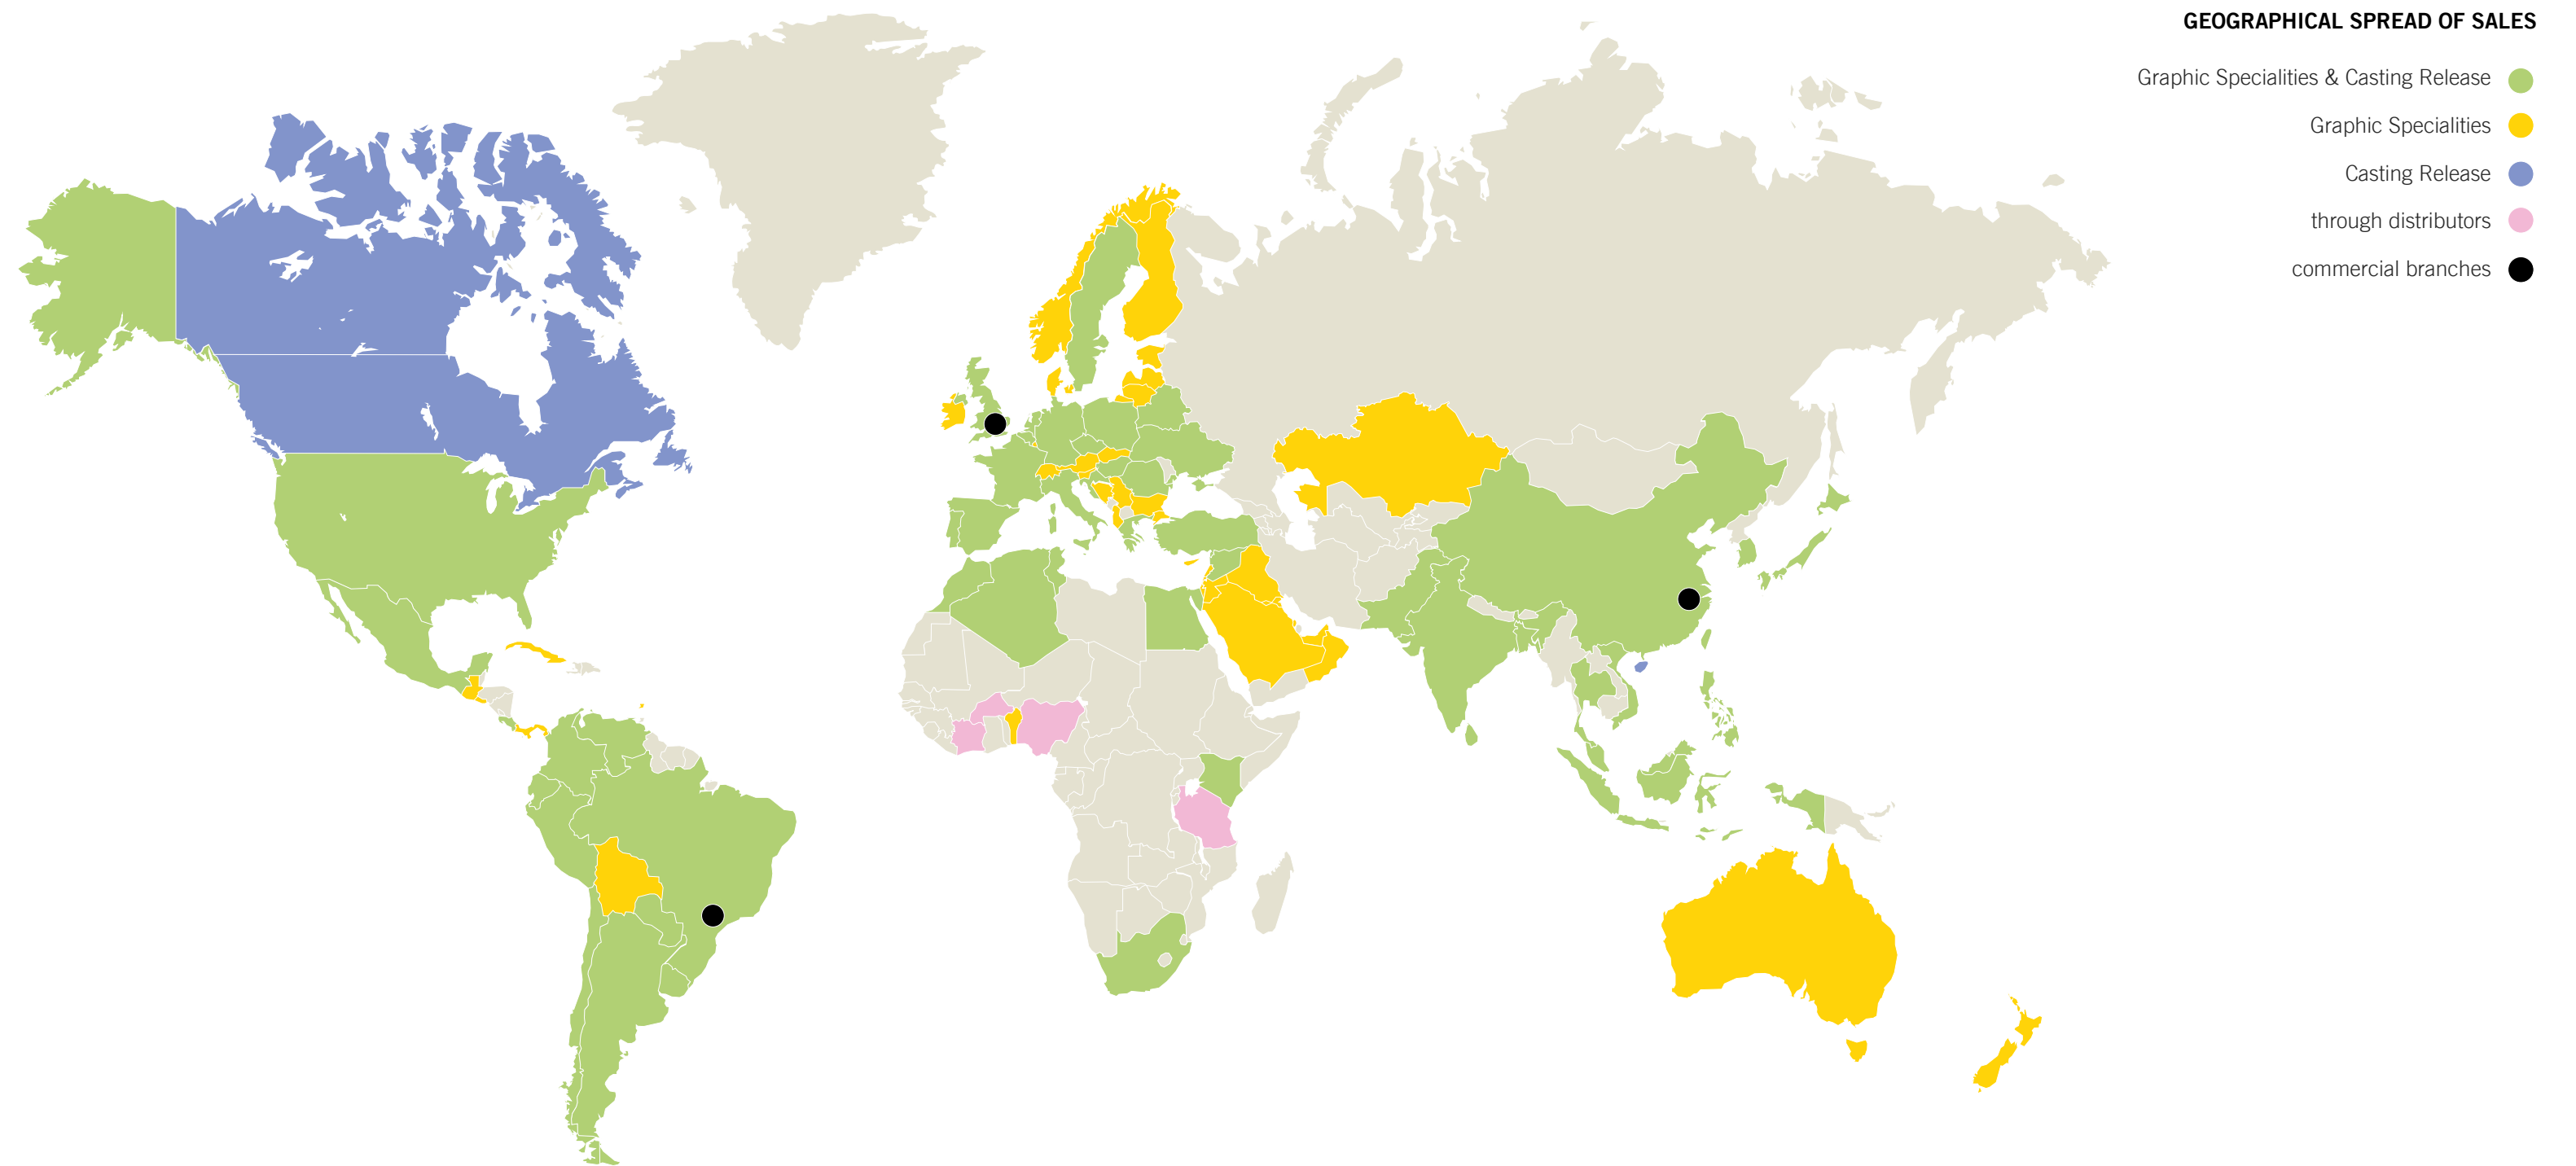 GEOGRAPHICAL SPREAD OF SALES
Graphic Specialities & Casting Release
Graphic Specialities
Casting Release
through distributors
commercial branches